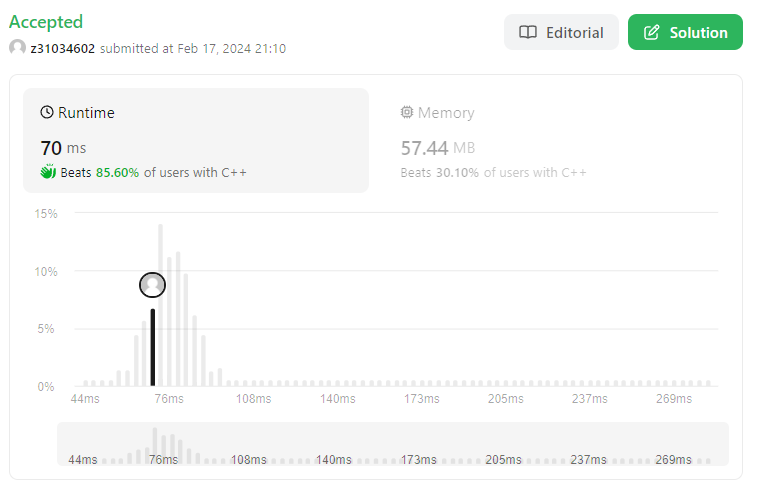 Accepted
z31034602 submitted at Feb 17, 2024 21:10
Editorial
Solution
Runtime
70 ms
Beats 85.60% of users with C++
Memory
57.44 MB
Beats 30.10% of users with C++
15%
10%
5%
0%
44ms 76ms 108ms 140ms 173ms 205ms 237ms 269ms
44ms 76ms 108ms 140ms 173ms 205ms 237ms 269ms